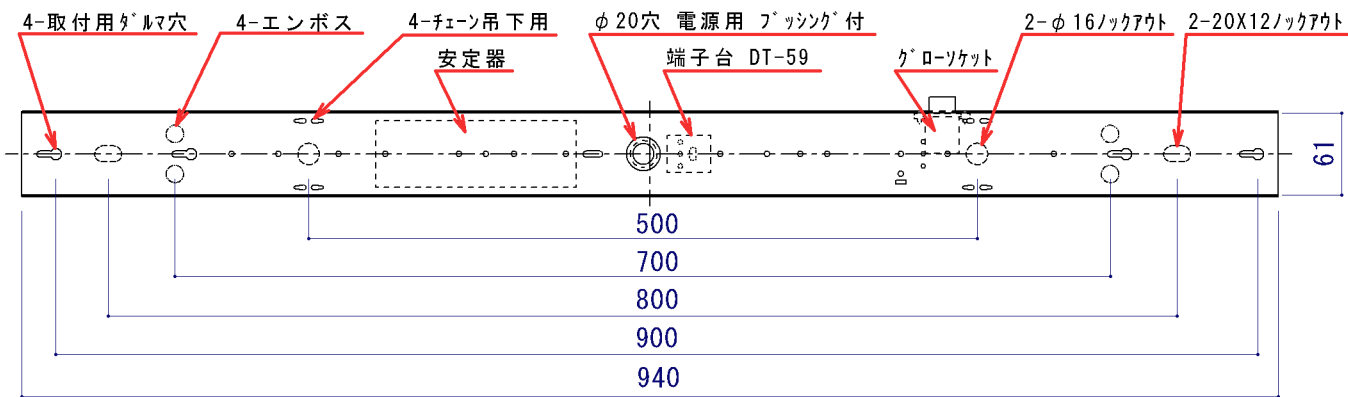 4-取付用ﾀﾞﾙﾏ穴
4-エンボス
4-ﾁｪｰﾝ吊下用
φ20穴 電源用 ﾌﾞｯｼﾝｸﾞ付
2-φ16ﾉｯｸｱｳﾄ
2-20X12ﾉｯｸｱｳﾄ
安定器
端子台 DT-59
ｸﾞﾛｰｿｹｯﾄ
61
500
700
800
900
940